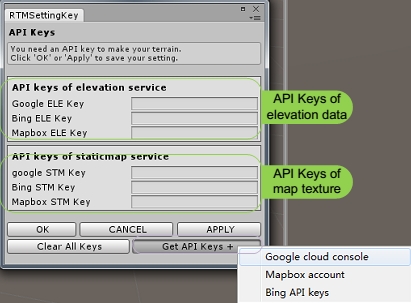 RTMSettingKey
API Keys
You need an API key to make your terrain.
Click 'OK' or 'Apply' to save your setting.
API keys of elevation service
Google ELE Key
Bing ELE Key
Mapbox ELE Key
API Keys of
elevation data
API keys of staticmap service
google STM Key
Bing STM Key
Mapbox STM Key
API Keys of
map texture
OK
CANCEL
APPLY
Clear All Keys
Get API Keys +
Google cloud console
Mapbox account
Bing API keys